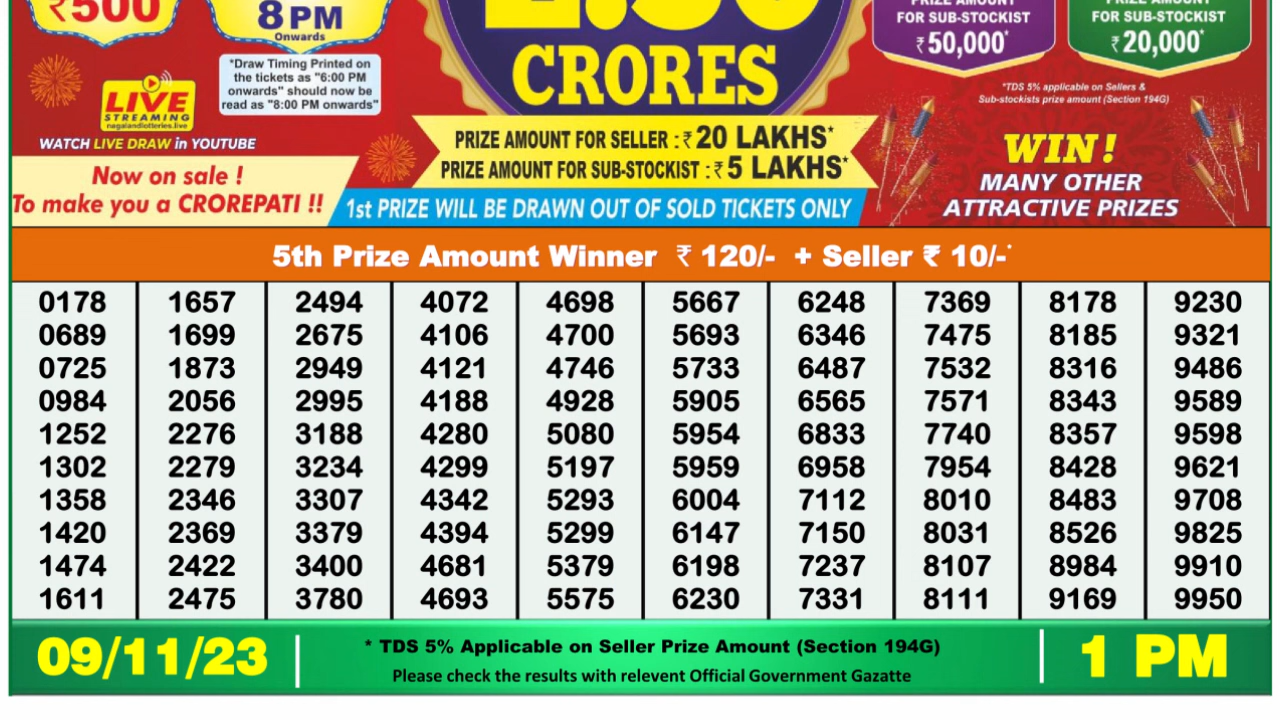 ₹500
8 PM
Onwards
*Draw Timing Printed on
the tickets as "6:00 PM
onwards" should now be
read as "8:00 PM onwards"
LIVE
STREAMING
nagalandlotteries.live
WATCH LIVE DRAW in YOUTUBE
Now on sale !
To make you a CROREPATI !!
CRORES
PRIZE AMOUNT FOR SELLER : ₹ 20 LAKHS*
PRIZE AMOUNT FOR SUB-STOCKIST : ₹ 5 LAKHS*
1st PRIZE WILL BE DRAWN OUT OF SOLD TICKETS ONLY
PRIZE AMOUNT
FOR SUB-STOCKIST
₹50,000*
PRIZE AMOUNT
FOR SUB-STOCKIST
₹20,000*
*TDS 5% applicable on Sellers &
Sub-stockists prize amount (Section 194G)
WIN !
MANY OTHER
ATTRACTIVE PRIZES
5th Prize Amount Winner ₹ 120/- + Seller ₹ 10/-*
0178 1657 2494 4072 4698 5667 6248 7369 8178 9230
0689 1699 2675 4106 4700 5693 6346 7475 8185 9321
0725 1873 2949 4121 4746 5733 6487 7532 8316 9486
0984 2056 2995 4188 4928 5905 6565 7571 8343 9589
1252 2276 3188 4280 5080 5954 6833 7740 8357 9598
1302 2279 3234 4299 5197 5959 6958 7954 8428 9621
1358 2346 3307 4342 5293 6004 7112 8010 8483 9708
1420 2369 3379 4394 5299 6147 7150 8031 8526 9825
1474 2422 3400 4681 5379 6198 7237 8107 8984 9910
1611 2475 3780 4693 5575 6230 7331 8111 9169 9950
09/11/23
* TDS 5% Applicable on Seller Prize Amount (Section 194G)
Please check the results with relevent Official Government Gazatte
1 PM